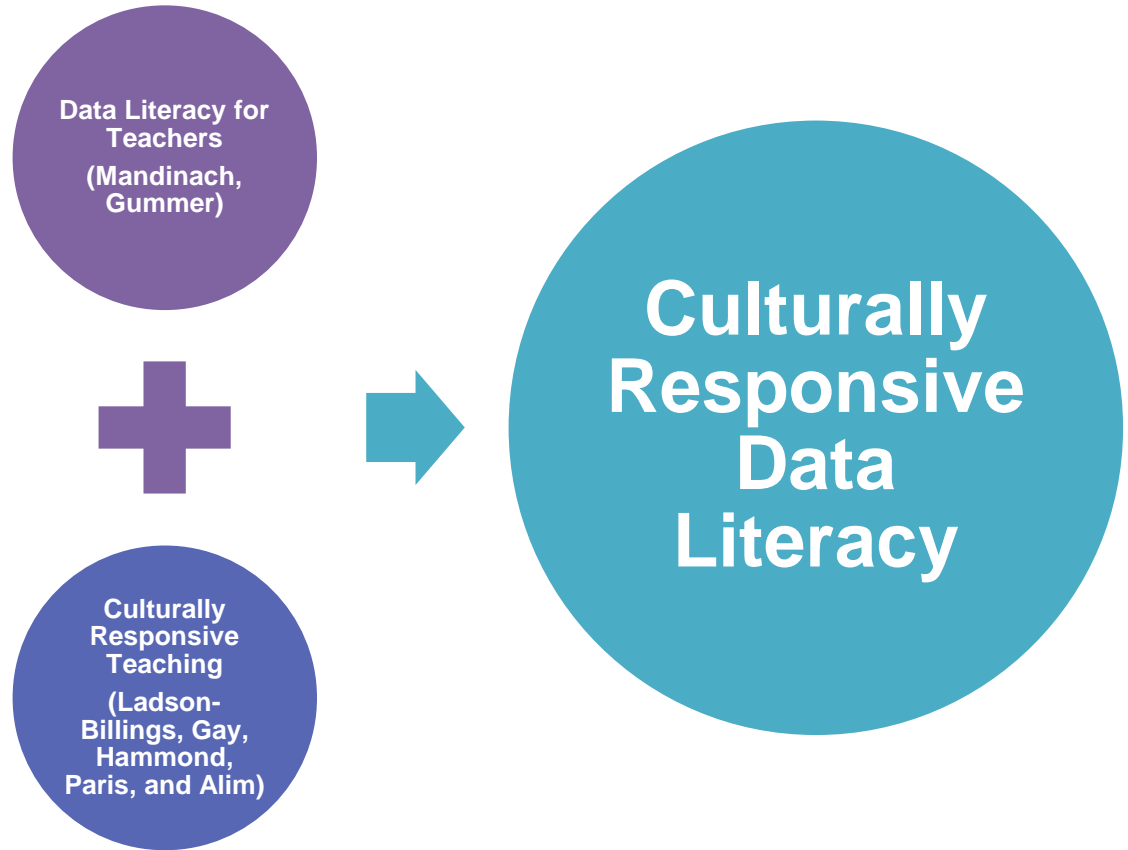 Data Literacy for
Teachers
(Mandinach,
Gummer)
Culturally
Responsive
Teaching
(Ladson-
Billings, Gay,
Hammond,
Paris, and Alim)
Culturally
Responsive
Data
Literacy